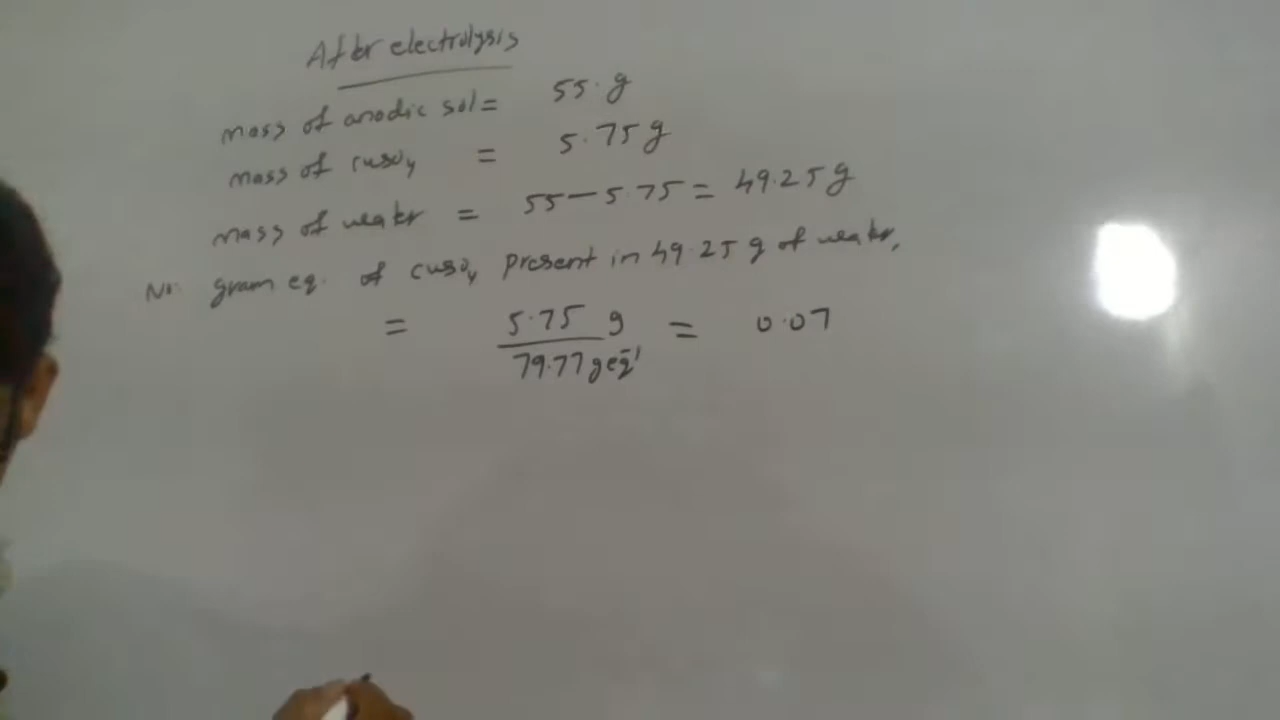 After electrolysis
mass of anodic sol = 55. g
mass of CuSO4 = 5.75 g
mass of water = 55 – 5.75 = 49.25 g
No. gram eq. of CuSO4 present in 49.25 g of water,
= 5.75 g / 79.77 g eq⁻¹ = 0.07